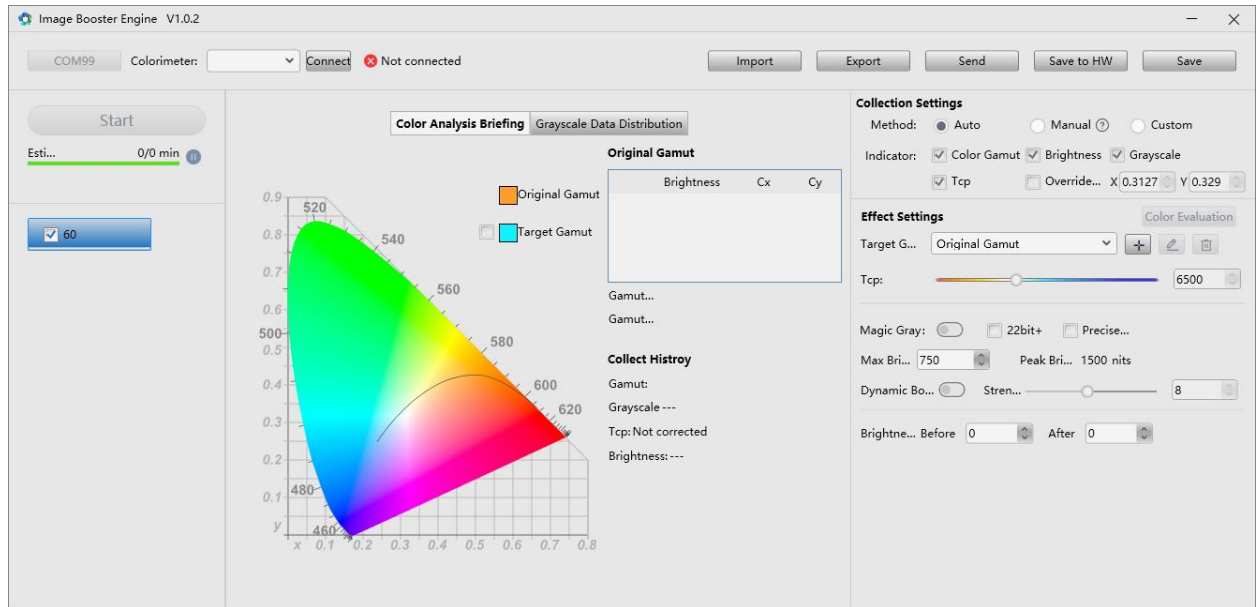 Image Booster Engine V1.0.2
COM99 Colorimeter: Connect Not connected Import Export Send Save to HW Save
Start
Esti... 0/0 min
60
Color Analysis Briefing Grayscale Data Distribution
Original Gamut
Target Gamut
0.9
0.8
0.7
0.6
0.5
0.4
0.3
0.2
0.1
y
x 0.1 0.2 0.3 0.4 0.5 0.6 0.7 0.8
520
540
560
580
600
620
500
480
460
Original Gamut
Brightness Cx Cy
Gamut...
Gamut...
Collect Histroy
Gamut:
Grayscale ---
Tcp: Not corrected
Brightness: ---
Collection Settings
Method: Auto Manual ? Custom
Indicator: Color Gamut Brightness Grayscale
Tcp Override... X 0.3127 Y 0.329
Effect Settings Color Evaluation
Target G... Original Gamut
Tcp: 6500
Magic Gray: 22bit+ Precise...
Max Bri... 750 Peak Bri... 1500 nits
Dynamic Bo... Stren... 8
Brightne... Before 0 After 0